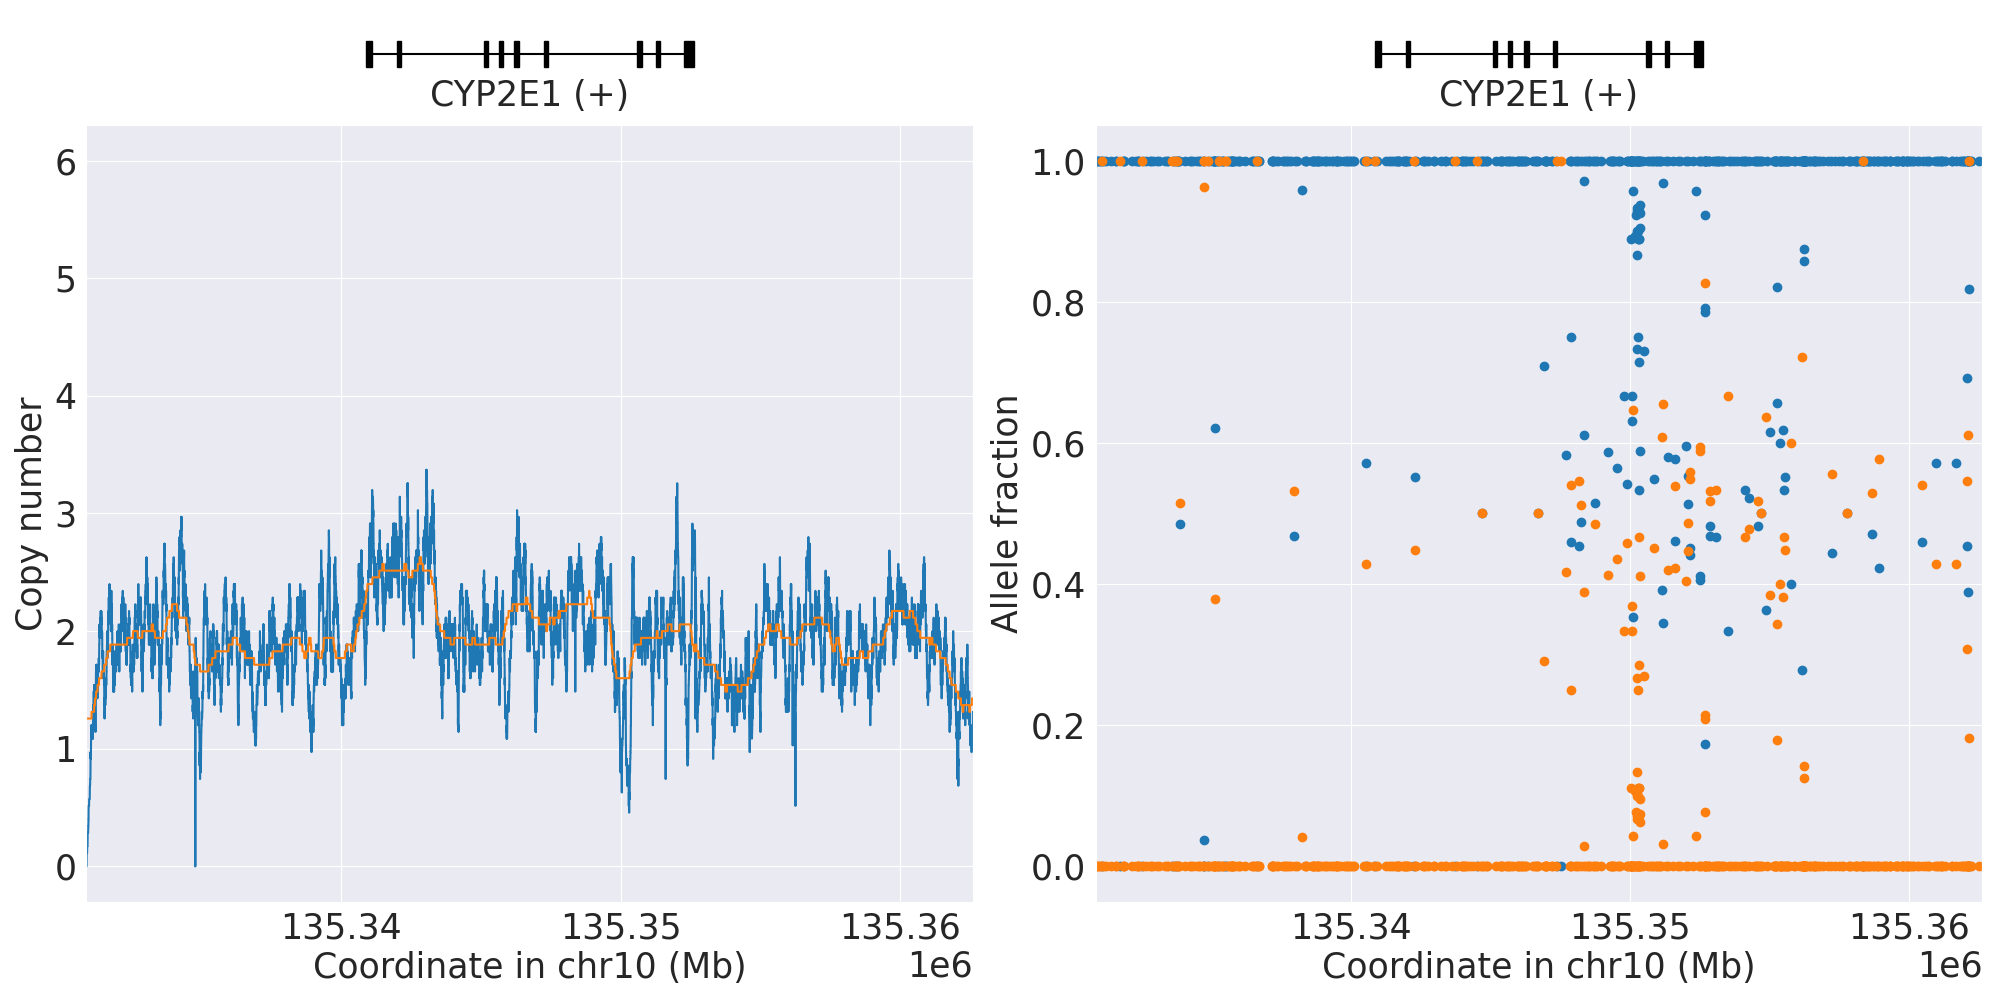 CYP2E1 (+)
CYP2E1 (+)
Copy number
6
5
4
3
2
1
0
135.34
135.35
135.36
Coordinate in chr10 (Mb)
1e6
Allele fraction
1.0
0.8
0.6
0.4
0.2
0.0
135.34
135.35
135.36
Coordinate in chr10 (Mb)
1e6